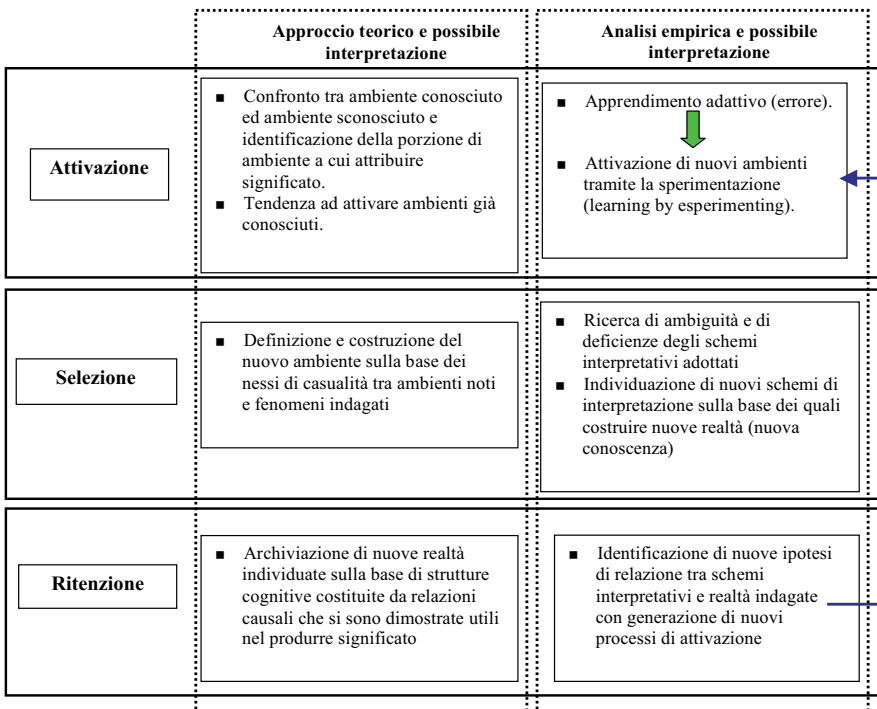 Approccio teorico e possibile
interpretazione
Analisi empirica e possibile
interpretazione
Attivazione
■ Confronto tra ambiente conosciuto
ed ambiente sconosciuto e
identificazione della porzione di
ambiente a cui attribuire
significato.
■ Tendenza ad attivare ambienti già
conosciuti.
■ Apprendimento adattivo (errore).
■ Attivazione di nuovi ambienti
tramite la sperimentazione
(learning by esperimenting).
Selezione
■ Definizione e costruzione del
nuovo ambiente sulla base dei
nessi di casualità tra ambienti noti
e fenomeni indagati
■ Ricerca di ambiguità e di
deficienze degli schemi
interpretativi adottati
■ Individuazione di nuovi schemi di
interpretazione sulla base dei quali
costruire nuove realtà (nuova
conoscenza)
Ritenzione
■ Archiviazione di nuove realtà
individuate sulla base di strutture
cognitive costituite da relazioni
causali che si sono dimostrate utili
nel produrre significato
■ Identificazione di nuove ipotesi
di relazione tra schemi
interpretativi e realtà indagate
con generazione di nuovi
processi di attivazione